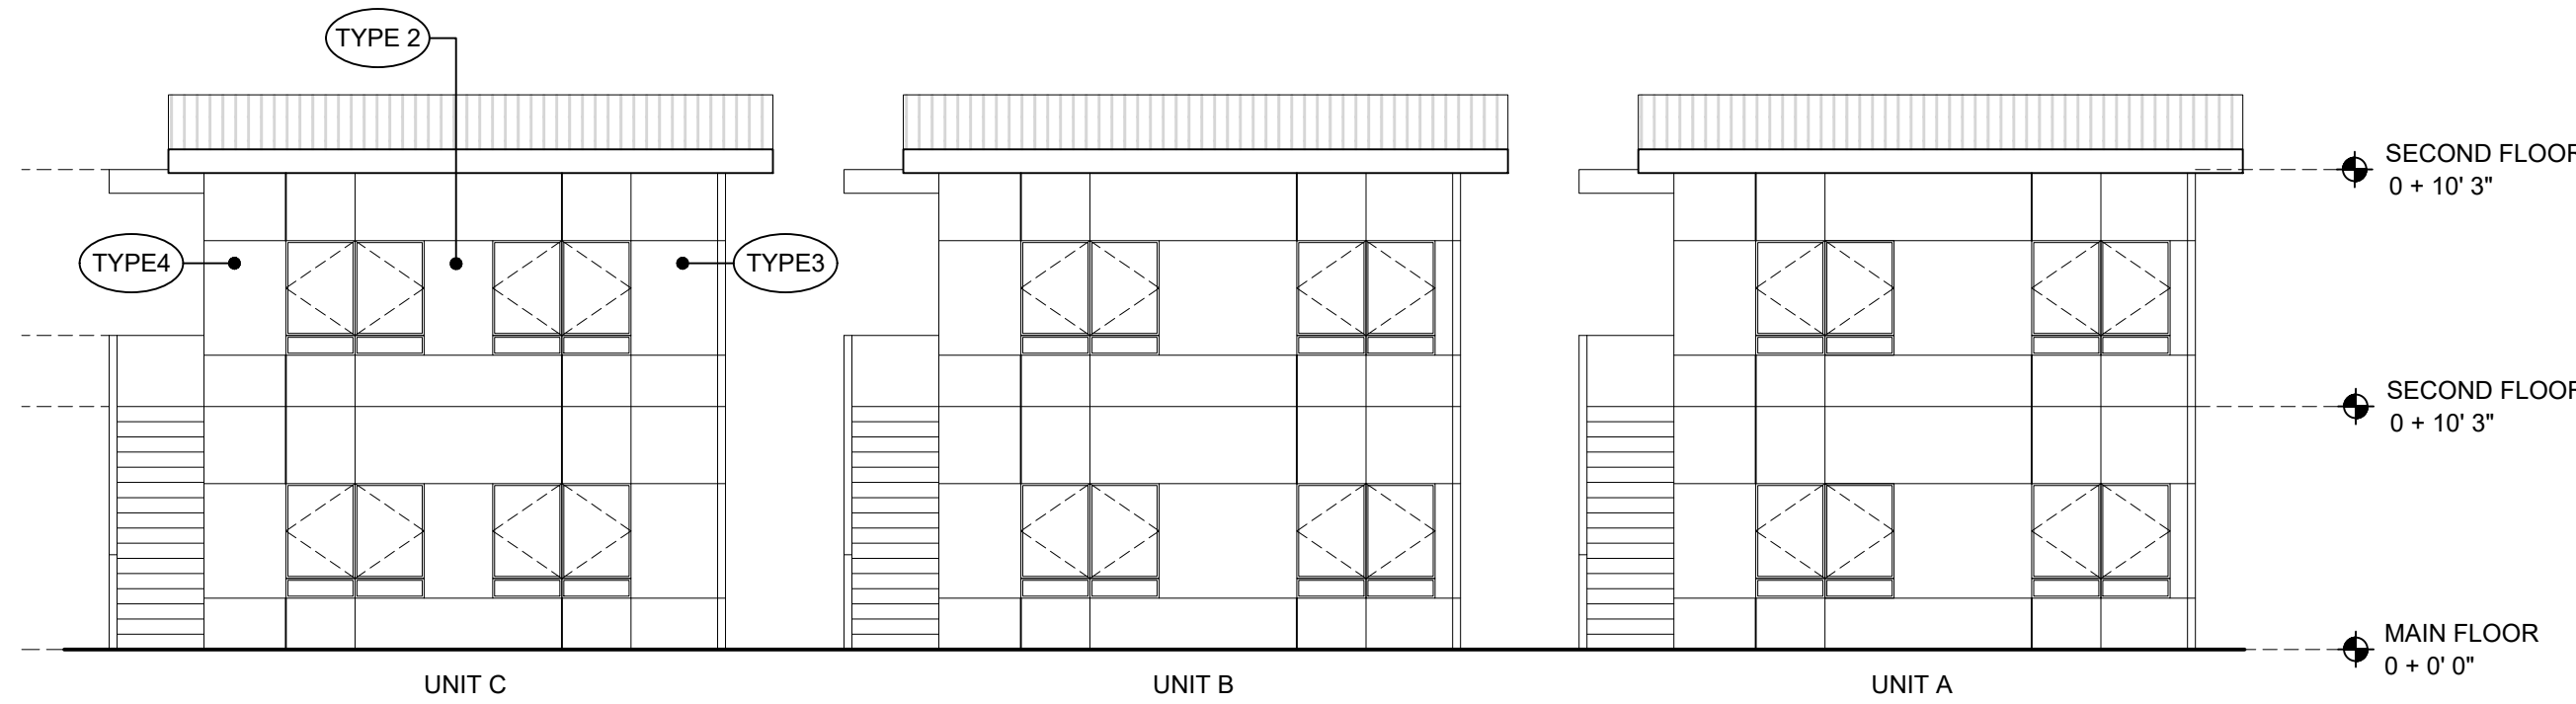 TYPE 2
SECOND FLOOR
0 + 10' 3"
TYPE4
TYPE3
SECOND FLOOR
0 + 10' 3"
MAIN FLOOR
0 + 0' 0"
UNIT C
UNIT B
UNIT A